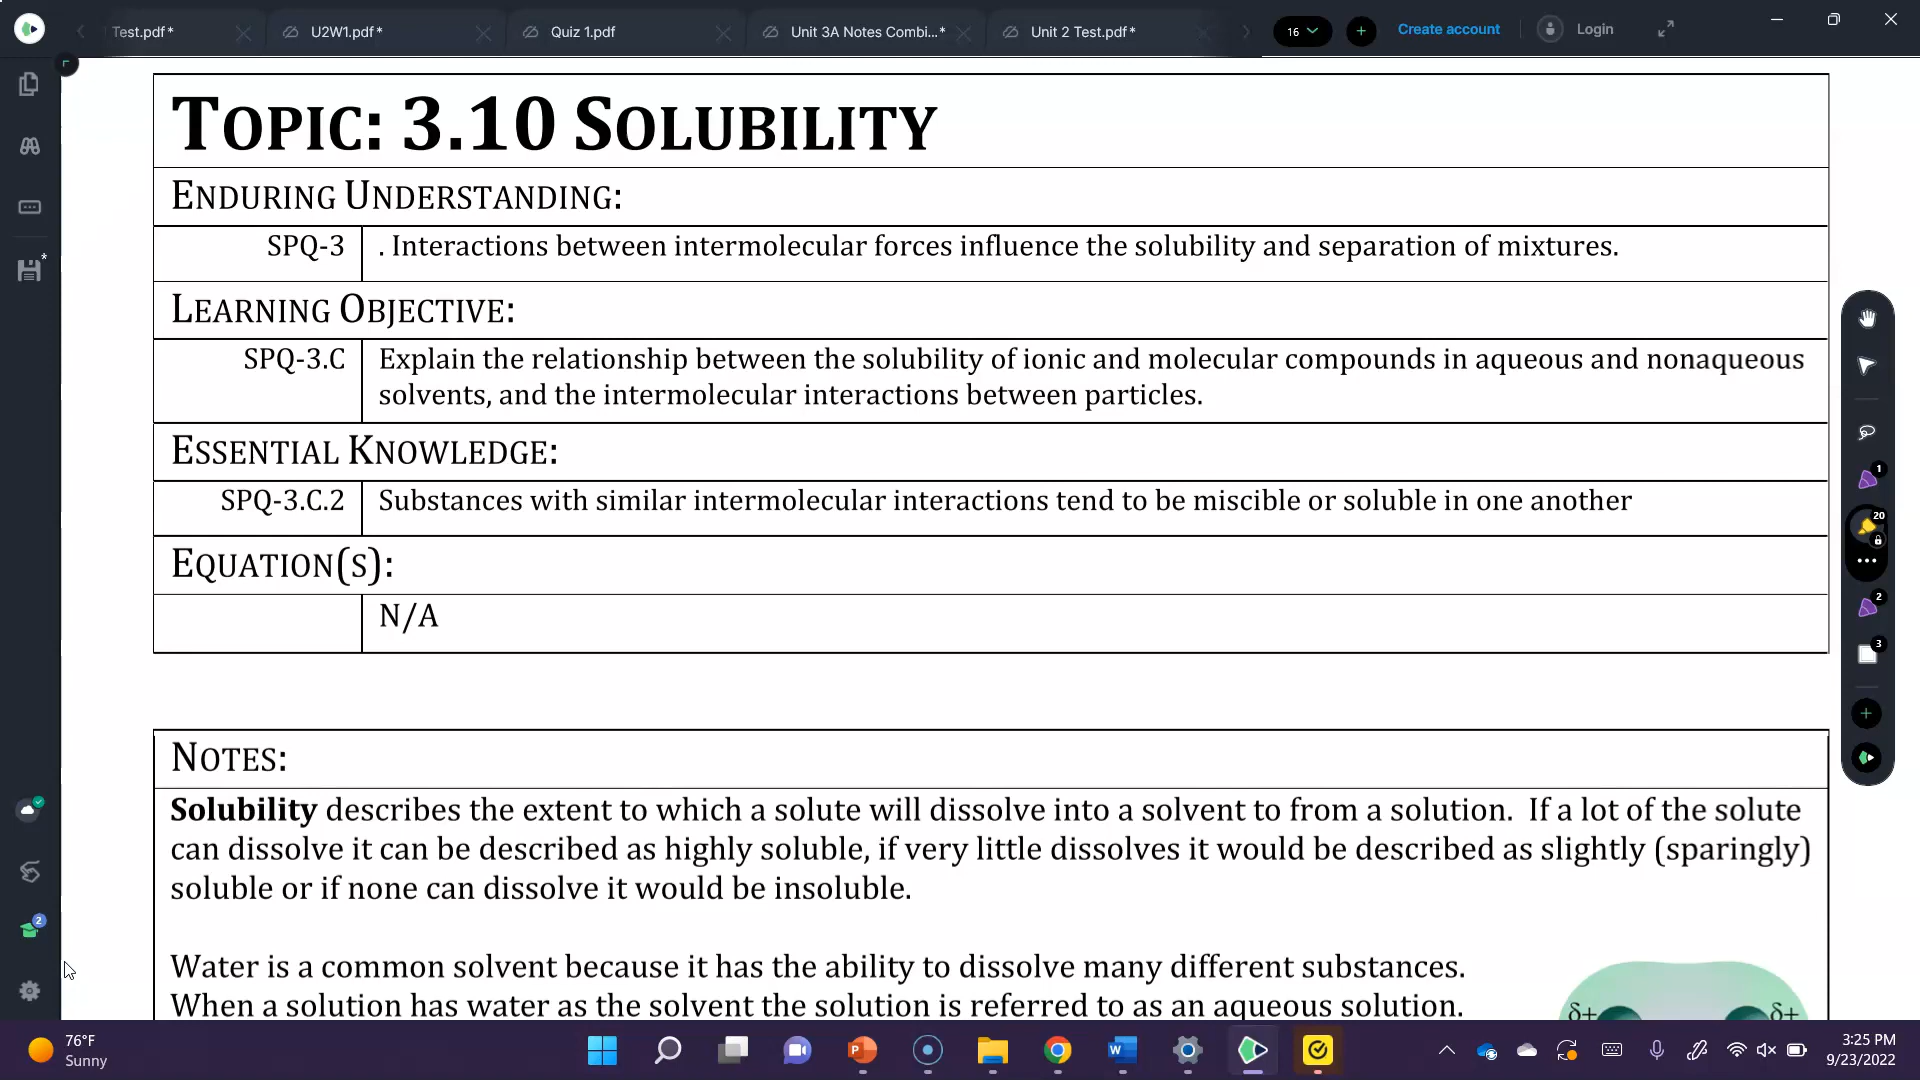 Test.pdf*
U2W1.pdf*
Quiz 1.pdf
Unit 3A Notes Combi...*
Unit 2 Test.pdf*
16
Create account
Login
TOPIC: 3.10 SOLUBILITY
ENDURING UNDERSTANDING:
SPQ-3 . Interactions between intermolecular forces influence the solubility and separation of mixtures.
LEARNING OBJECTIVE:
SPQ-3.C Explain the relationship between the solubility of ionic and molecular compounds in aqueous and nonaqueous
solvents, and the intermolecular interactions between particles.
ESSENTIAL KNOWLEDGE:
SPQ-3.C.2 Substances with similar intermolecular interactions tend to be miscible or soluble in one another
EQUATION(S):
N/A
NOTES:
Solubility describes the extent to which a solute will dissolve into a solvent to from a solution. If a lot of the solute
can dissolve it can be described as highly soluble, if very little dissolves it would be described as slightly (sparingly)
soluble or if none can dissolve it would be insoluble.
Water is a common solvent because it has the ability to dissolve many different substances.
When a solution has water as the solvent the solution is referred to as an aqueous solution.
δ+ δ+
1
20
2
3
2
76°F
Sunny
3:25 PM
9/23/2022